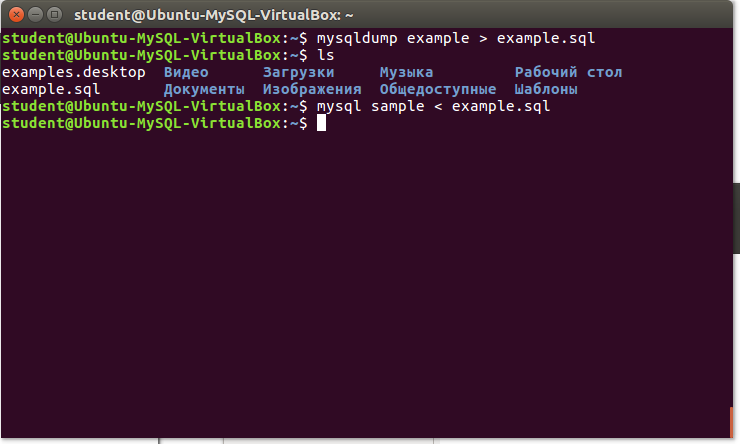 student@Ubuntu-MySQL-VirtualBox: ~
student@Ubuntu-MySQL-VirtualBox:~$ mysqldump example > example.sql
student@Ubuntu-MySQL-VirtualBox:~$ ls
examples.desktop Видео Загрузки Музыка Рабочий стол
example.sql Документы Изображения Общедоступные Шаблоны
student@Ubuntu-MySQL-VirtualBox:~$ mysql sample < example.sql
student@Ubuntu-MySQL-VirtualBox:~$